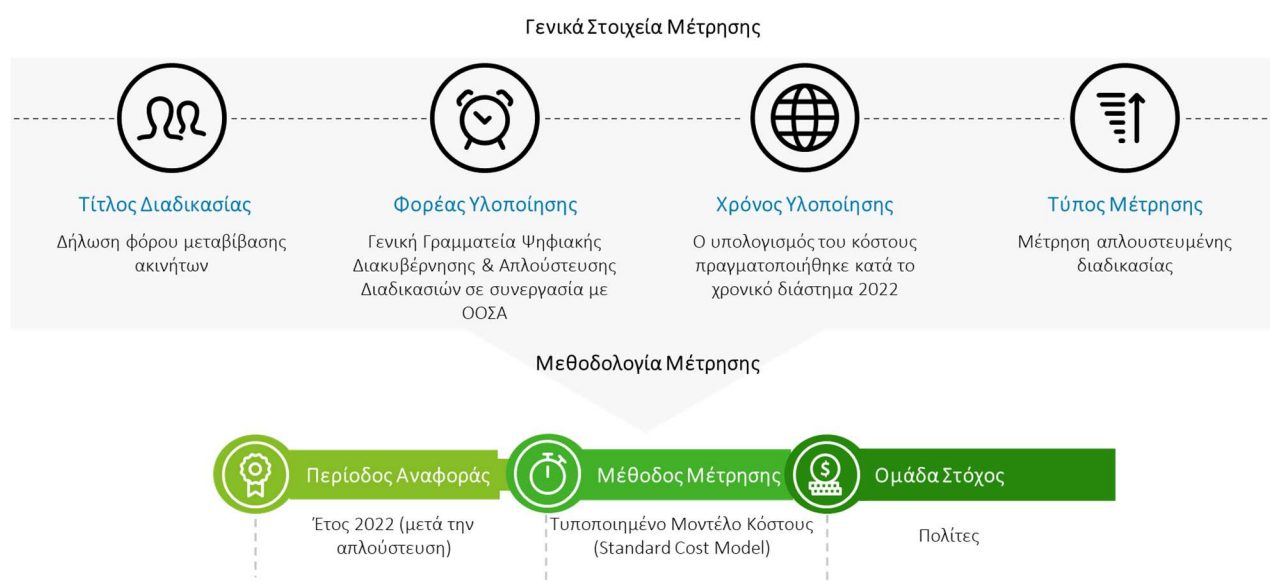 Γενικά Στοιχεία Μέτρησης
Τίτλος Διαδικασίας
Δήλωση φόρου μεταβίβασης
ακινήτων
Φορέας Υλοποίησης
Γενική Γραμματεία Ψηφιακής
Διακυβέρνησης & Απλούστευσης
Διαδικασιών σε συνεργασία με
ΟΟΣΑ
Χρόνος Υλοποίησης
Ο υπολογισμός του κόστους
πραγματοποιήθηκε κατά το
χρονικό διάστημα 2022
Τύπος Μέτρησης
Μέτρηση απλουστευμένης
διαδικασίας
Μεθοδολογία Μέτρησης
Περίοδος Αναφοράς
Έτος 2022 (μετά την
απλούστευση)
Μέθοδος Μέτρησης
Τυποποιημένο Μοντέλο Κόστους
(Standard Cost Model)
$
Ομάδα Στόχος
Πολίτες